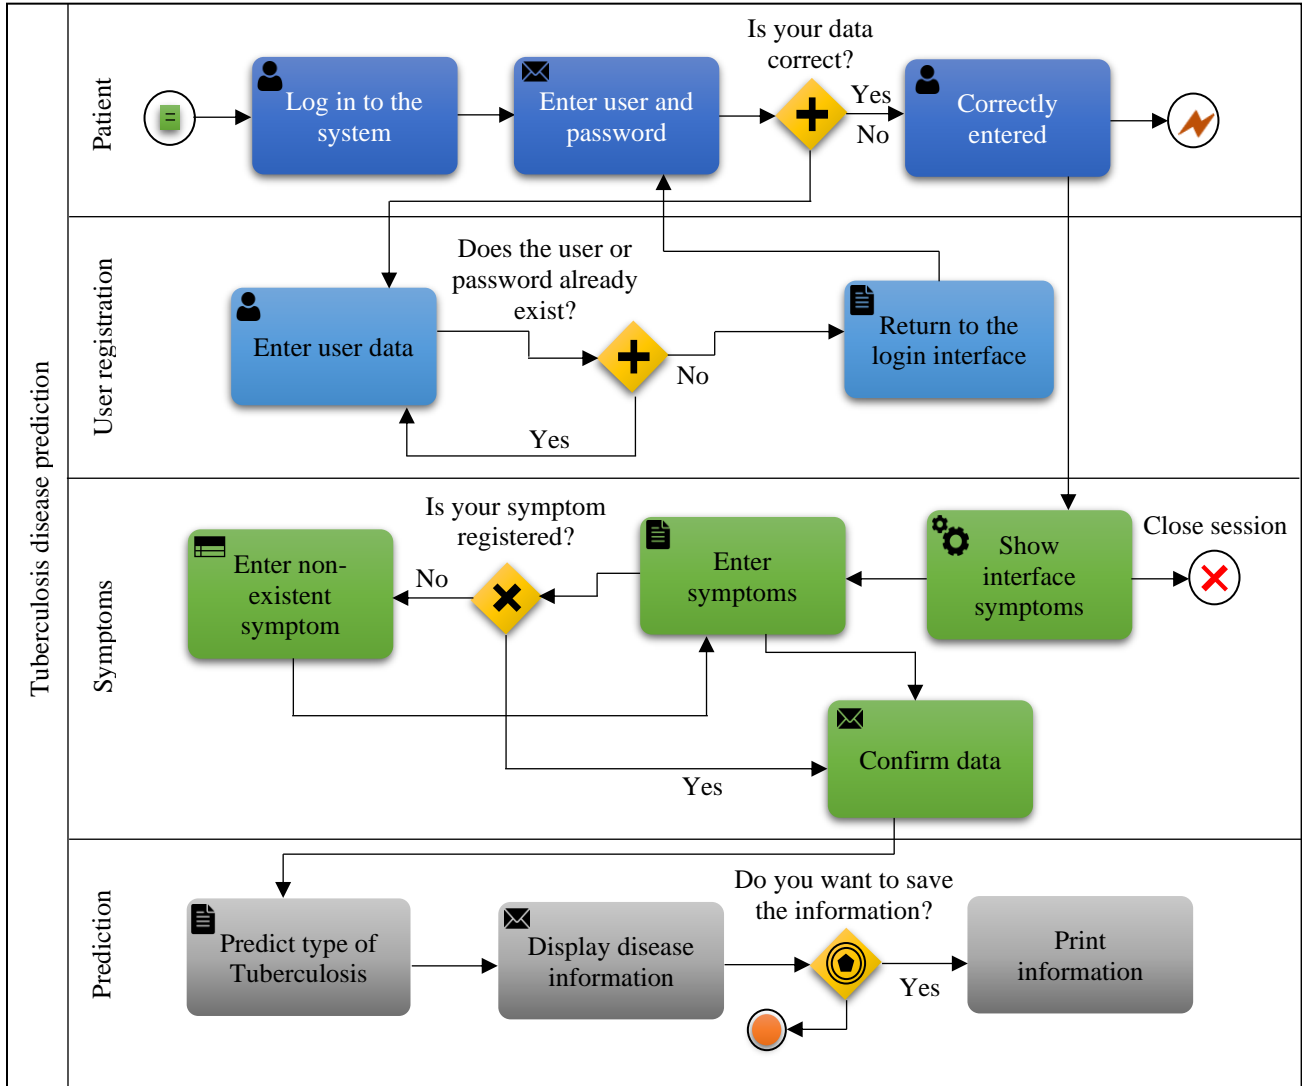 Tuberculosis disease prediction
Patient
Log in to the
system
Enter user and
password
Is your data
correct?
Yes
No
Correctly
entered
User registration
Enter user data
Does the user or
password already
exist?
No
Yes
Return to the
login interface
Symptoms
Enter non-
existent
symptom
No
Is your symptom
registered?
Yes
Enter
symptoms
Show
interface
symptoms
Close session
Confirm data
Prediction
Predict type of
Tuberculosis
Display disease
information
Do you want to save
the information?
Yes
Print
information